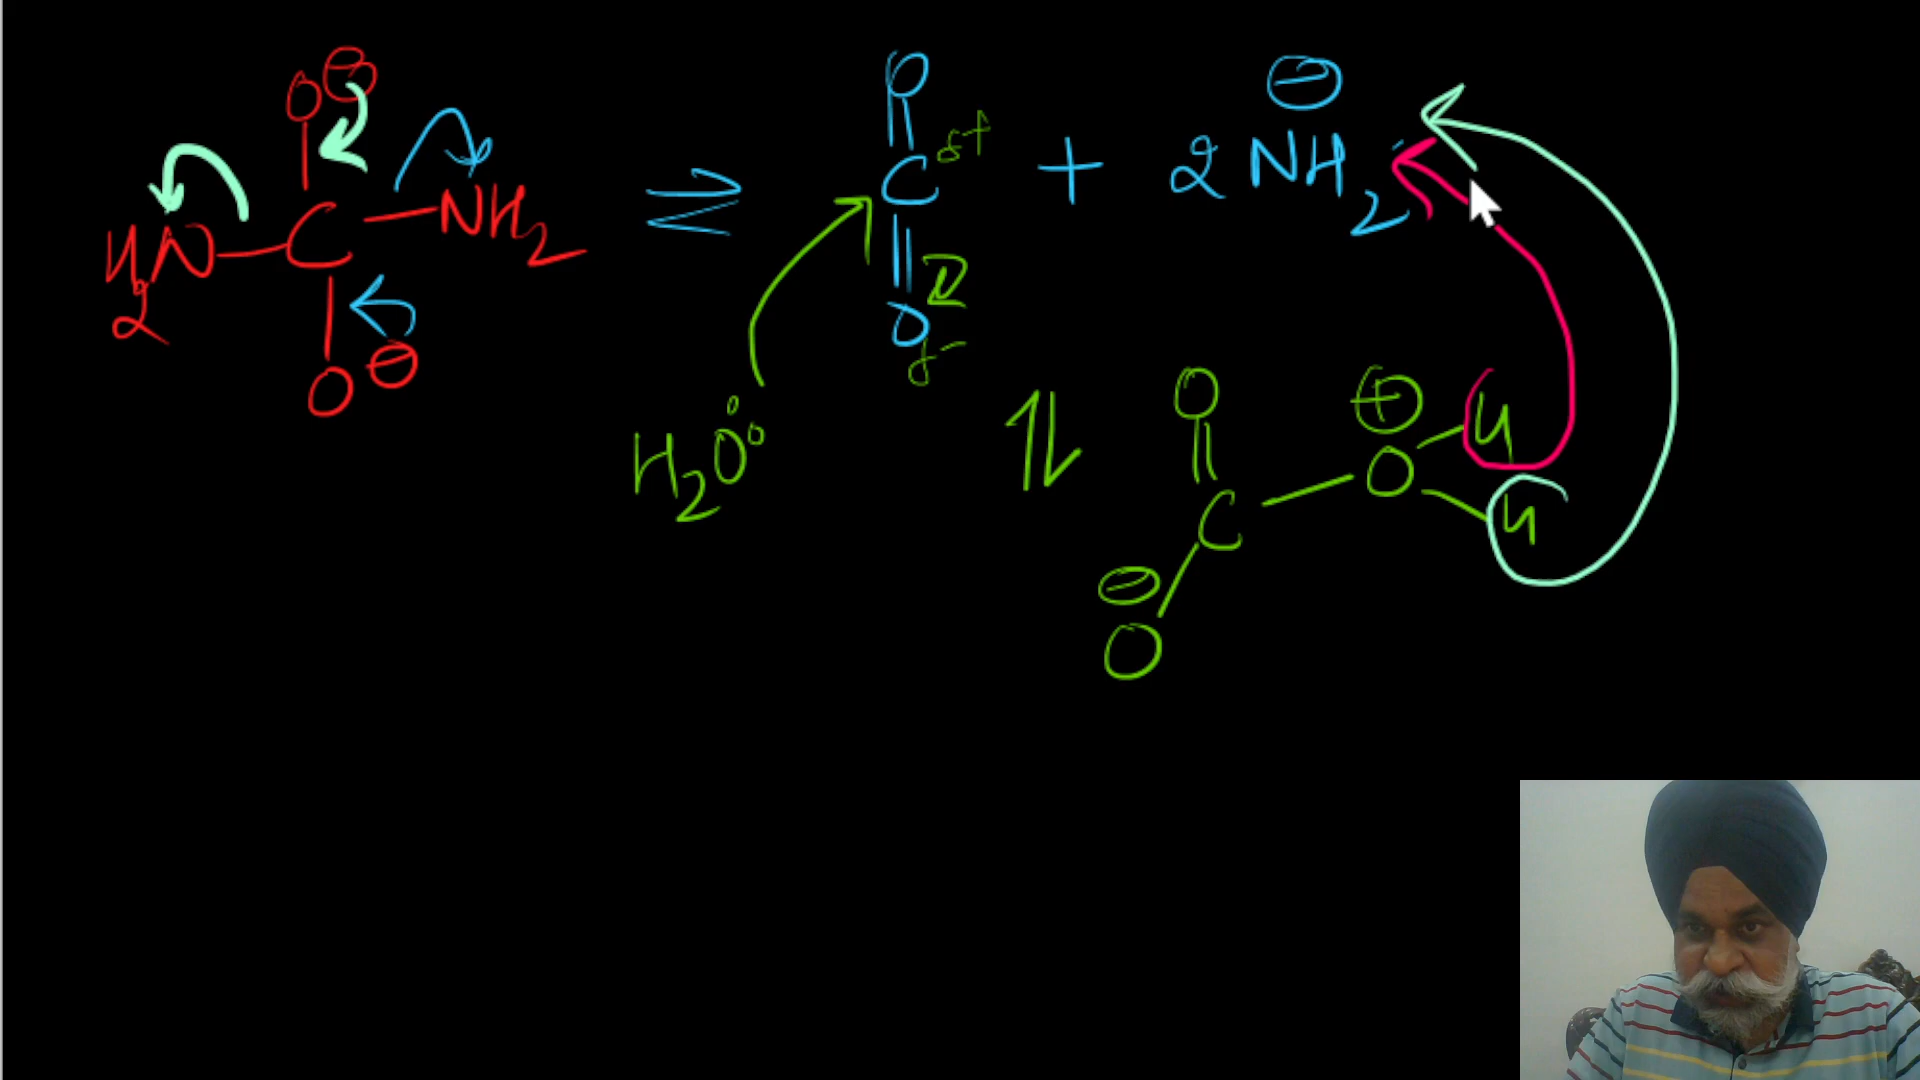 O ⊖
H2N—C—NH2
O ⊖
⇌
O
C δ+
O
δ-
+ 2 NH2 ⊖
H2O
⇌
O
C — O ⊕
H
H
⊖
O